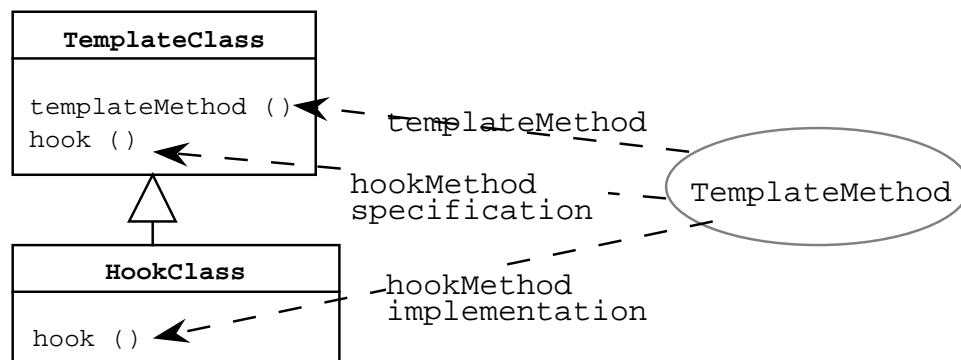 TemplateClass
templateMethod ()
hook ()
templateMethod
hookMethod
specification
TemplateMethod
HookClass
hook ()
hookMethod
implementation